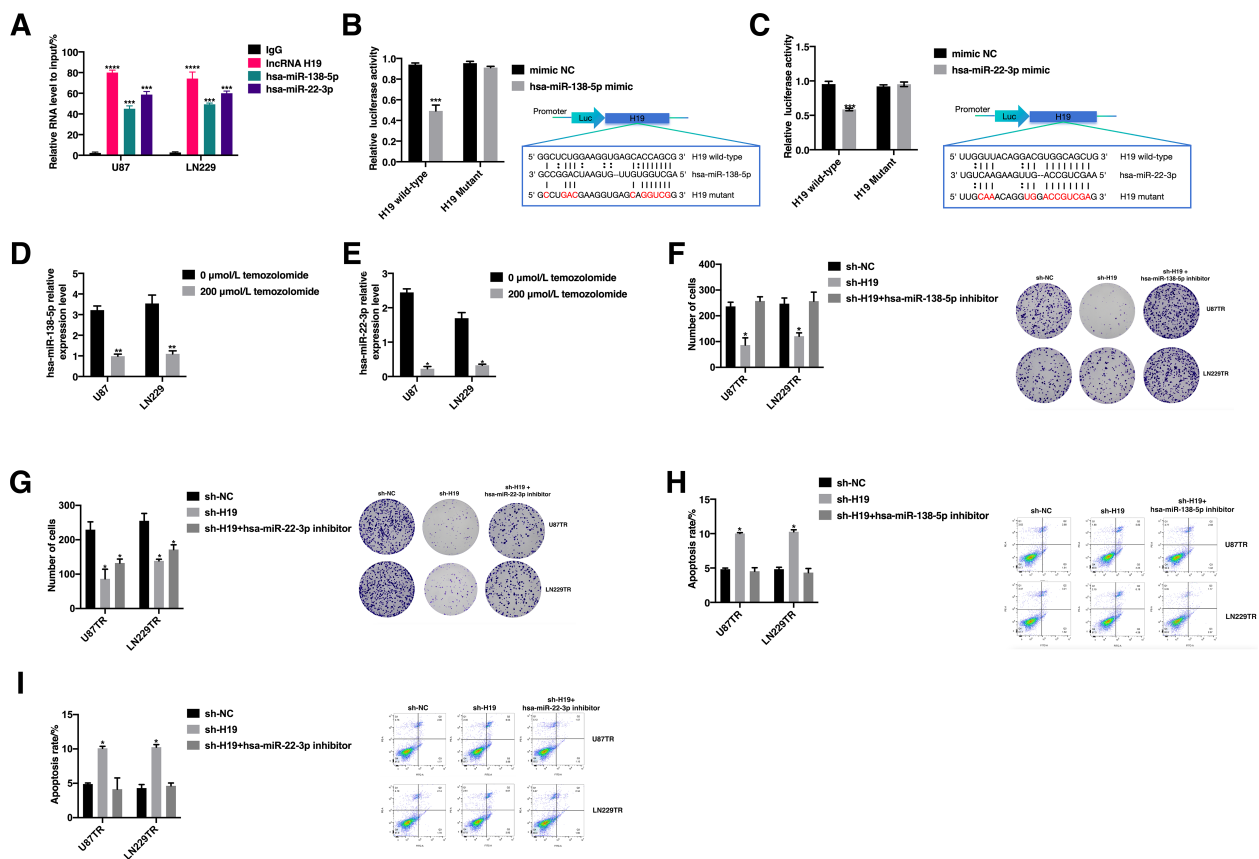 A
Relative RNA level to input/%
100
80
60
40
20
0
****
***
***
****
***
***
U87
LN229
IgG
lncRNA H19
hsa-miR-138-5p
hsa-miR-22-3p
B
Relative luciferase activity
1.0
0.8
0.6
0.4
0.2
0.0
***
H19 wild-type
H19 Mutant
mimic NC
hsa-miR-138-5p mimic
Promoter
Luc
H19
5' GGCUCUGGAAGGUGAGCACCAGCG 3' H19 wild-type
3' GCCGGACUAAGUG--UUGUGGUCGA 5' hsa-miR-138-5p
5' GCCUGACGAAGGUGAGCAGGUCGG 3' H19 mutant
C
Relative luciferase activity
1.5
1.0
0.5
0.0
***
H19 wild-type
H19 Mutant
mimic NC
hsa-miR-22-3p mimic
Promoter
Luc
H19
5' UUGGUUACAGGACGUGGCAGCUG 3' H19 wild-type
3'UGUCAAGAAGUUG--ACCGUCGAA 5' hsa-miR-22-3p
5' UUGCAAACAGGUGGACCGUCGAG 3' H19 mutant
D
hsa-miR-138-5p relative
expression level
5
4
3
2
1
0
**
**
U87
LN229
0 μmol/L temozolomide
200 μmol/L temozolomide
E
hsa-miR-22-3p relative
expression level
3
2
1
0
*
*
U87
LN229
0 μmol/L temozolomide
200 μmol/L temozolomide
F
Number of cells
400
300
200
100
0
*
*
U87TR
LN229TR
sh-NC
sh-H19
sh-H19+hsa-miR-138-5p inhibitor
sh-NC
sh-H19
sh-H19 +
hsa-miR-138-5p inhibitor
U87TR
LN229TR
G
Number of cells
300
200
100
0
*
*
*
*
U87TR
LN229TR
sh-NC
sh-H19
sh-H19+hsa-miR-22-3p inhibitor
sh-NC
sh-H19
sh-H19 +
hsa-miR-22-3p inhibitor
U87TR
LN229TR
H
Apoptosis rate/%
15
10
5
0
*
*
U87TR
LN229TR
sh-NC
sh-H19
sh-H19+hsa-miR-138-5p inhibitor
sh-NC
sh-H19
sh-H19+
hsa-miR-138-5p inhibitor
U87TR
LN229TR
I
Apoptosis rate/%
15
10
5
0
*
*
U87TR
LN229TR
sh-NC
sh-H19
sh-H19+hsa-miR-22-3p inhibitor
sh-NC
sh-H19
sh-H19+
hsa-miR-22-3p inhibitor
U87TR
LN229TR